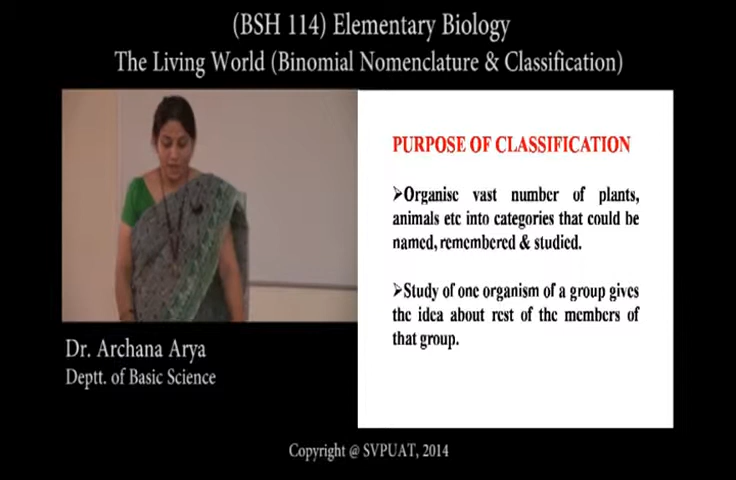 (BSH 114) Elementary Biology
The Living World (Binomial Nomenclature & Classification)
PURPOSE OF CLASSIFICATION
➢Organise vast number of plants,
animals etc into categories that could be
named, remembered & studied.
➢Study of one organism of a group gives
the idea about rest of the members of
that group.
Dr. Archana Arya
Deptt. of Basic Science
Copyright @ SVPUAT, 2014